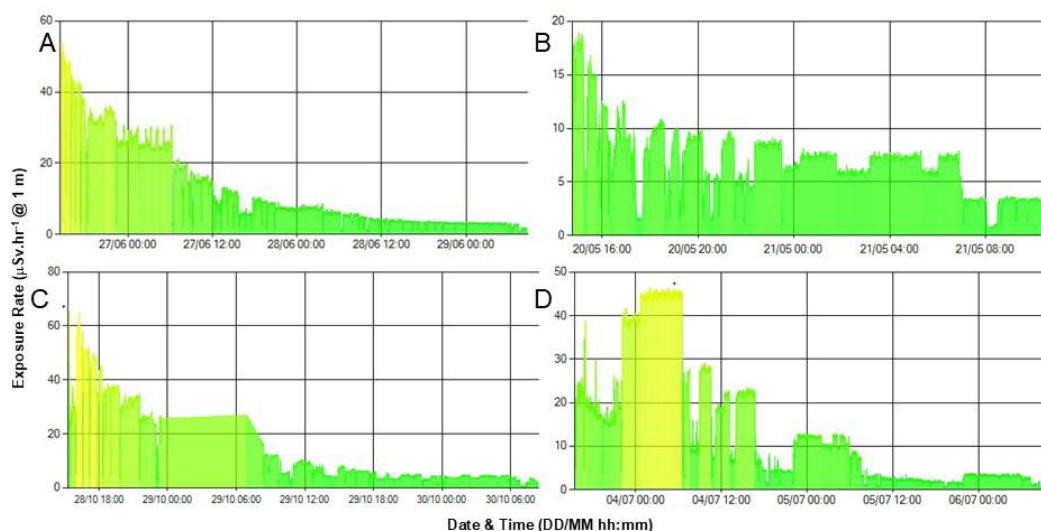 A
60
40
20
0
27/06 00:00 27/06 12:00 28/06 00:00 28/06 12:00 29/06 00:00
B
20
15
10
5
0
20/05 16:00 20/05 20:00 21/05 00:00 21/05 04:00 21/05 08:00
Exposure Rate (μSv.hr⁻¹ @ 1 m)
C
80
60
40
20
0
28/10 18:00 29/10 00:00 29/10 06:00 29/10 12:00 29/10 18:00 30/10 00:00 30/10 06:00
D
50
40
30
20
10
0
04/07 00:00 04/07 12:00 05/07 00:00 05/07 12:00 06/07 00:00
Date & Time (DD/MM hh:mm)